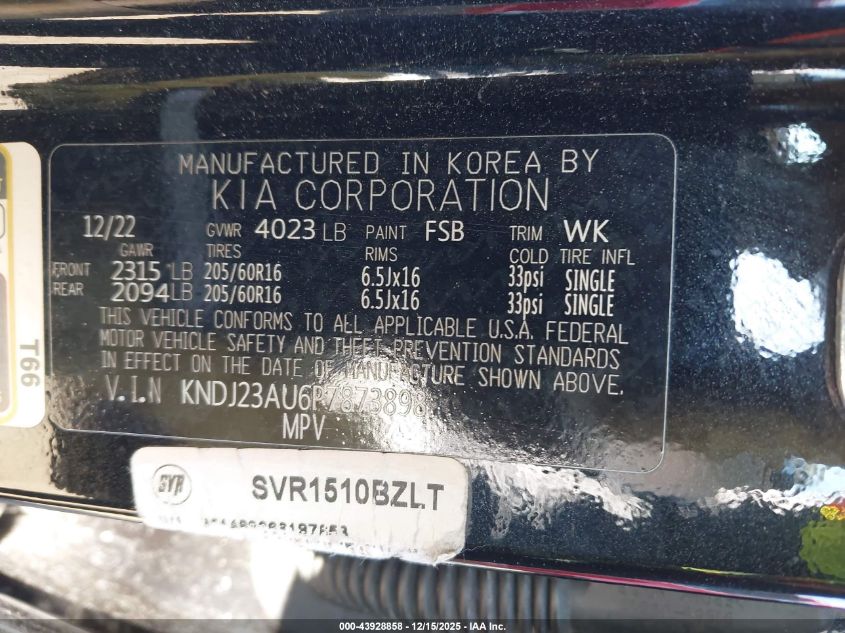 MANUFACTURED IN KOREA BY
KIA CORPORATION
12/22 GVWR 4023 LB PAINT FSB TRIM WK
GAWR TIRES RIMS COLD TIRE INFL
FRONT 2315 LB 205/60R16 6.5Jx16 33psi SINGLE
REAR 2094 LB 205/60R16 6.5Jx16 33psi SINGLE
THIS VEHICLE CONFORMS TO ALL APPLICABLE U.S.A. FEDERAL
MOTOR VEHICLE SAFETY AND THEFT PREVENTION STANDARDS
IN EFFECT ON THE DATE OF MANUFACTURE SHOWN ABOVE.
V.I.N KNDJ23AU6P7873898
MPV
T66
SVR
SVR1510BZLT
000-43928858 - 12/15/2025 - IAA, Inc.